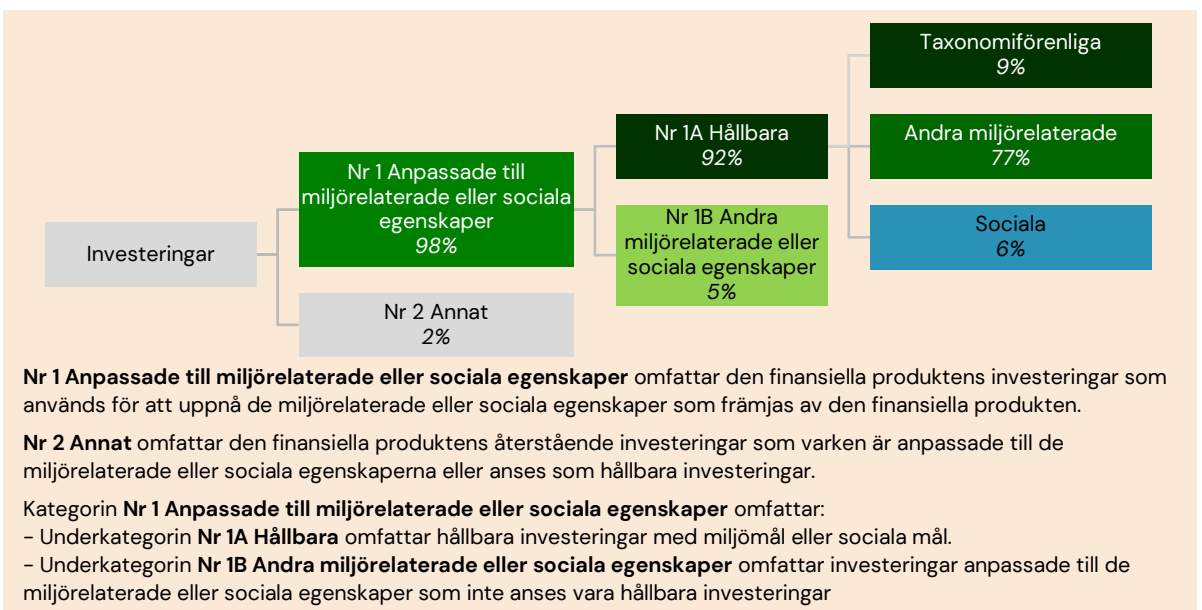 Taxonomiförenliga
9%
Nr 1A Hållbara
92%
Andra miljörelaterade
77%
Nr 1 Anpassade till
miljörelaterade eller sociala
egenskaper
98%
Nr 1B Andra
miljörelaterade eller
sociala egenskaper
5%
Sociala
6%
Investeringar
Nr 2 Annat
2%
Nr 1 Anpassade till miljörelaterade eller sociala egenskaper omfattar den finansiella produktens investeringar som
används för att uppnå de miljörelaterade eller sociala egenskaper som främjas av den finansiella produkten.
Nr 2 Annat omfattar den finansiella produktens återstående investeringar som varken är anpassade till de
miljörelaterade eller sociala egenskaperna eller anses som hållbara investeringar.
Kategorin Nr 1 Anpassade till miljörelaterade eller sociala egenskaper omfattar:
- Underkategorin Nr 1A Hållbara omfattar hållbara investeringar med miljömål eller sociala mål.
- Underkategorin Nr 1B Andra miljörelaterade eller sociala egenskaper omfattar investeringar anpassade till de
miljörelaterade eller sociala egenskaper som inte anses vara hållbara investeringar